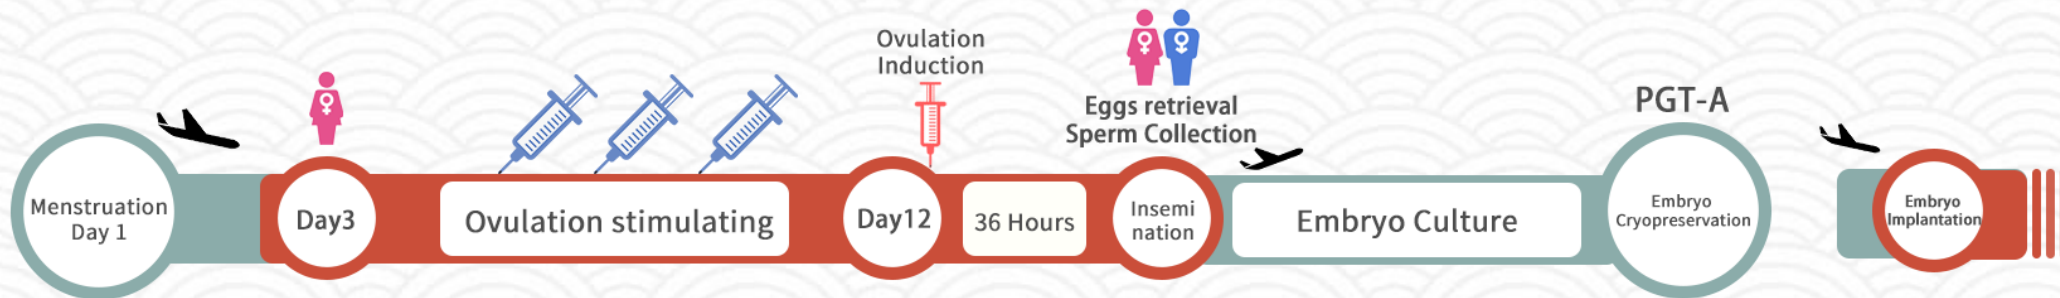 Menstruation
Day 1
Day3
Ovulation stimulating
Ovulation
Induction
Day12
36 Hours
Eggs retrieval
Sperm Collection
Insemi
nation
Embryo Culture
PGT-A
Embryo
Cryopreservation
Embryo
Implantation